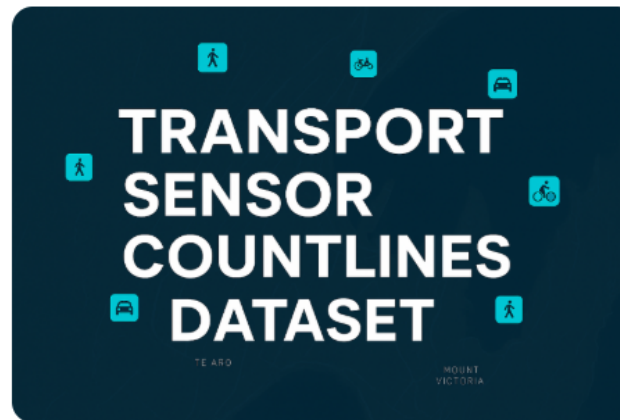 TRANSPORT
SENSOR
COUNTLINES
DATASET
TE ARO
MOUNT
VICTORIA